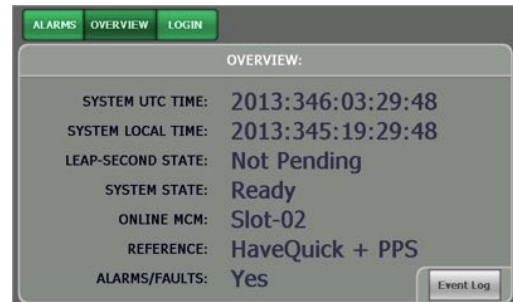 ALARMS OVERVIEW LOGIN
OVERVIEW:
SYSTEM UTC TIME: 2013:346:03:29:48
SYSTEM LOCAL TIME: 2013:345:19:29:48
LEAP-SECOND STATE: Not Pending
SYSTEM STATE: Ready
ONLINE MCM: Slot-02
REFERENCE: HaveQuick + PPS
ALARMS/FAULTS: Yes
Event Log